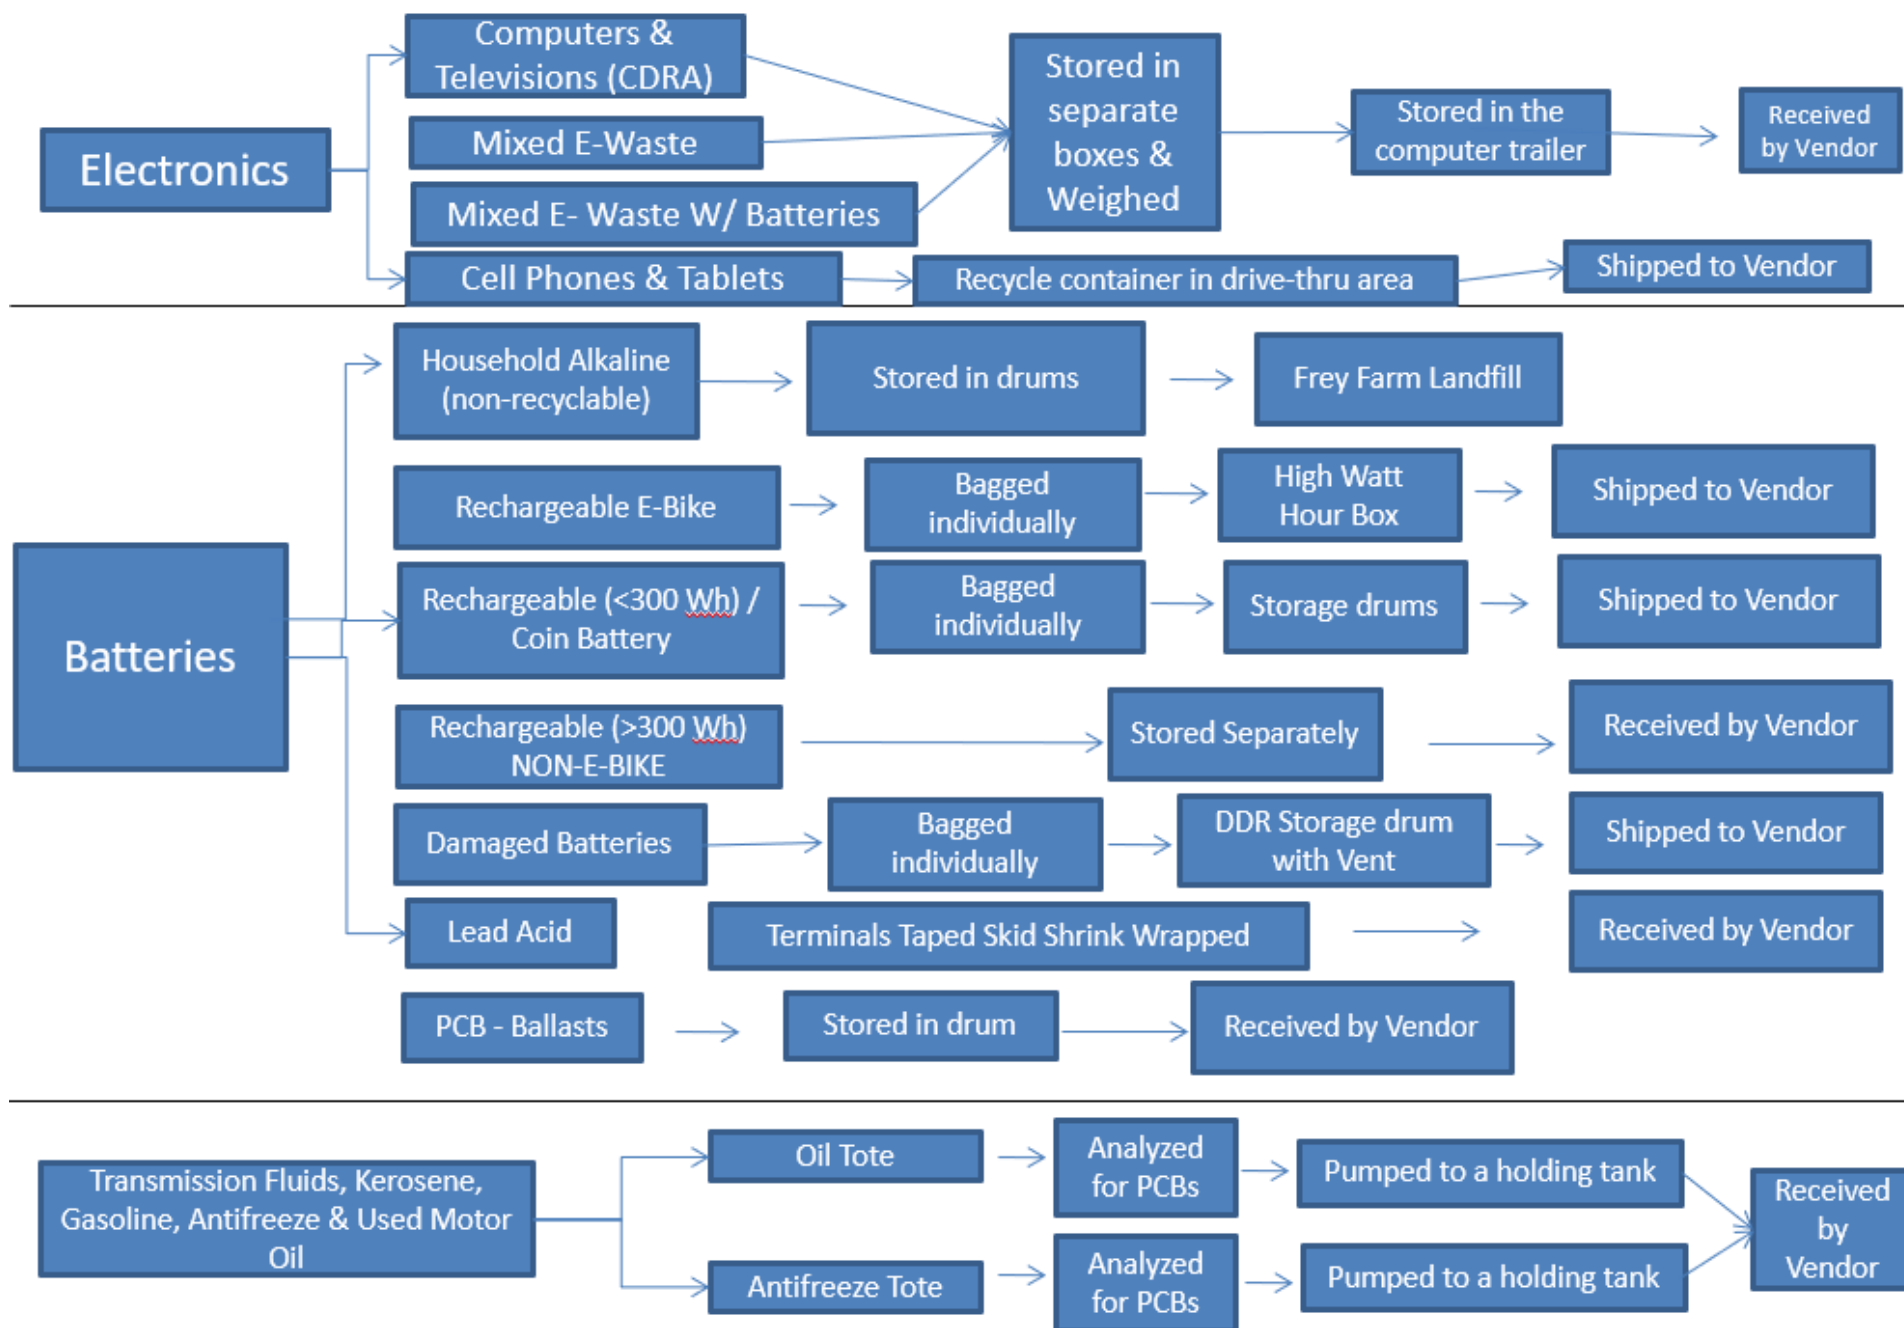 Electronics
Computers &
Televisions (CDRA)
Mixed E-Waste
Mixed E- Waste W/ Batteries
Cell Phones & Tablets
Stored in
separate
boxes &
Weighed
Stored in the
computer trailer
Received
by Vendor
Recycle container in drive-thru area
Shipped to Vendor
Batteries
Household Alkaline
(non-recyclable)
Stored in drums
Frey Farm Landfill
Rechargeable E-Bike
Bagged
individually
High Watt
Hour Box
Shipped to Vendor
Rechargeable (<300 Wh) /
Coin Battery
Bagged
individually
Storage drums
Shipped to Vendor
Rechargeable (>300 Wh)
NON-E-BIKE
Stored Separately
Received by Vendor
Damaged Batteries
Bagged
individually
DDR Storage drum
with Vent
Shipped to Vendor
Lead Acid
Terminals Taped Skid Shrink Wrapped
Received by Vendor
PCB - Ballasts
Stored in drum
Received by Vendor
Transmission Fluids, Kerosene,
Gasoline, Antifreeze & Used Motor
Oil
Oil Tote
Analyzed
for PCBs
Pumped to a holding tank
Antifreeze Tote
Analyzed
for PCBs
Pumped to a holding tank
Received
by
Vendor